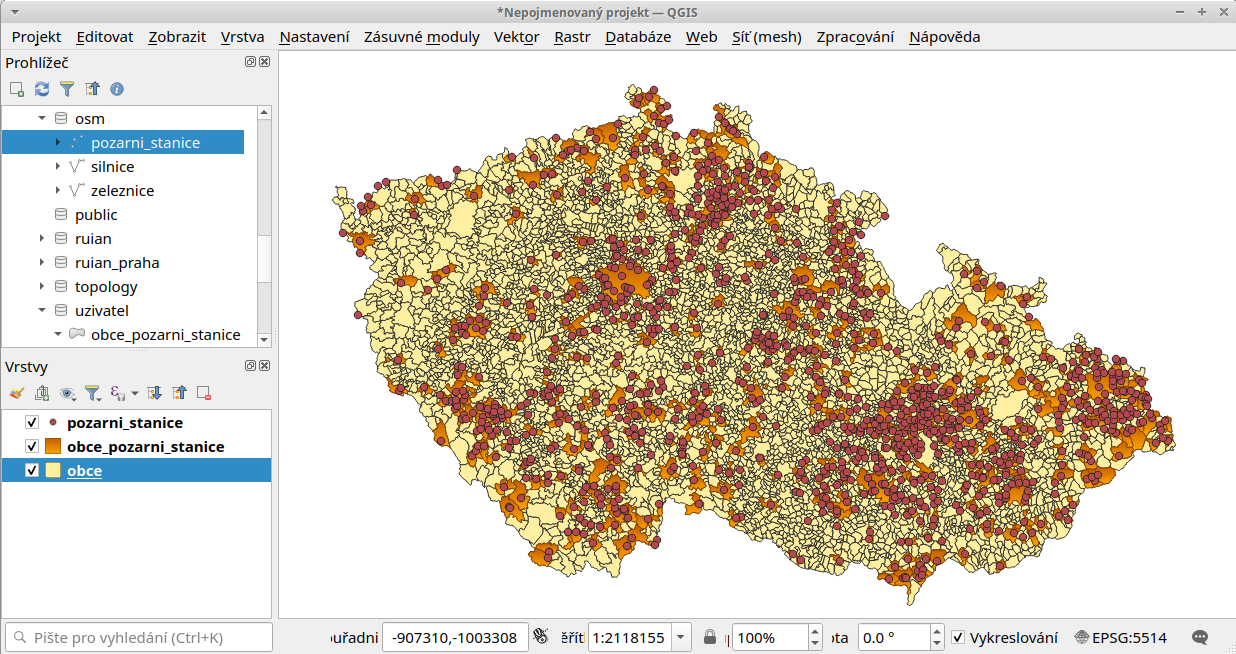 *Nepojmenovaný projekt — QGIS
Projekt Editovat Zobrazit Vrstva Nastavení Zásuvné moduly Vektor Rastr Databáze Web Síť (mesh) Zpracování Nápověda
Prohlížeč
osm
pozarni_stanice
silnice
zeleznice
public
ruian
ruian_praha
topology
uzivatel
obce_pozarni_stanice
Vrstvy
pozarni_stanice
obce_pozarni_stanice
obce
Pište pro vyhledání (Ctrl+K) uřadni -907310,-1003308 ěřít 1:2118155 100% ota 0.0 ° Vykreslování EPSG:5514